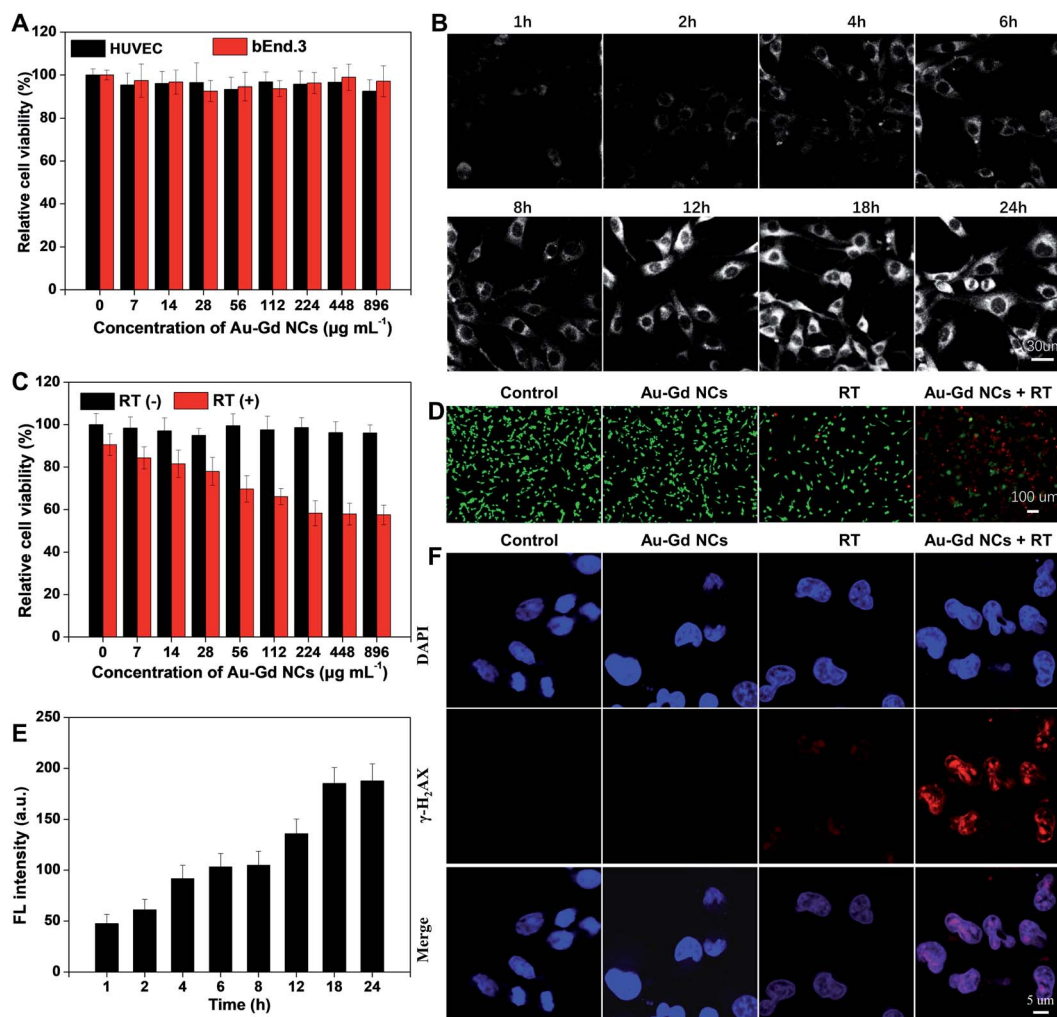 A
HUVEC
bEnd.3
Relative cell viability (%)
120
100
80
60
40
20
0
0 7 14 28 56 112 224 448 896
Concentration of Au-Gd NCs (μg mL⁻¹)
B
1h 2h 4h 6h
8h 12h 18h 24h
30um
C
RT (-)
RT (+)
Relative cell viability (%)
120
100
80
60
40
20
0
0 7 14 28 56 112 224 448 896
Concentration of Au-Gd NCs (μg mL⁻¹)
D
Control Au-Gd NCs RT Au-Gd NCs + RT
100 um
E
FL intensity (a.u.)
250
200
150
100
50
0
1 2 4 6 8 12 18 24
Time (h)
F
Control Au-Gd NCs RT Au-Gd NCs + RT
DAPI
γ-H₂AX
Merge
5 um